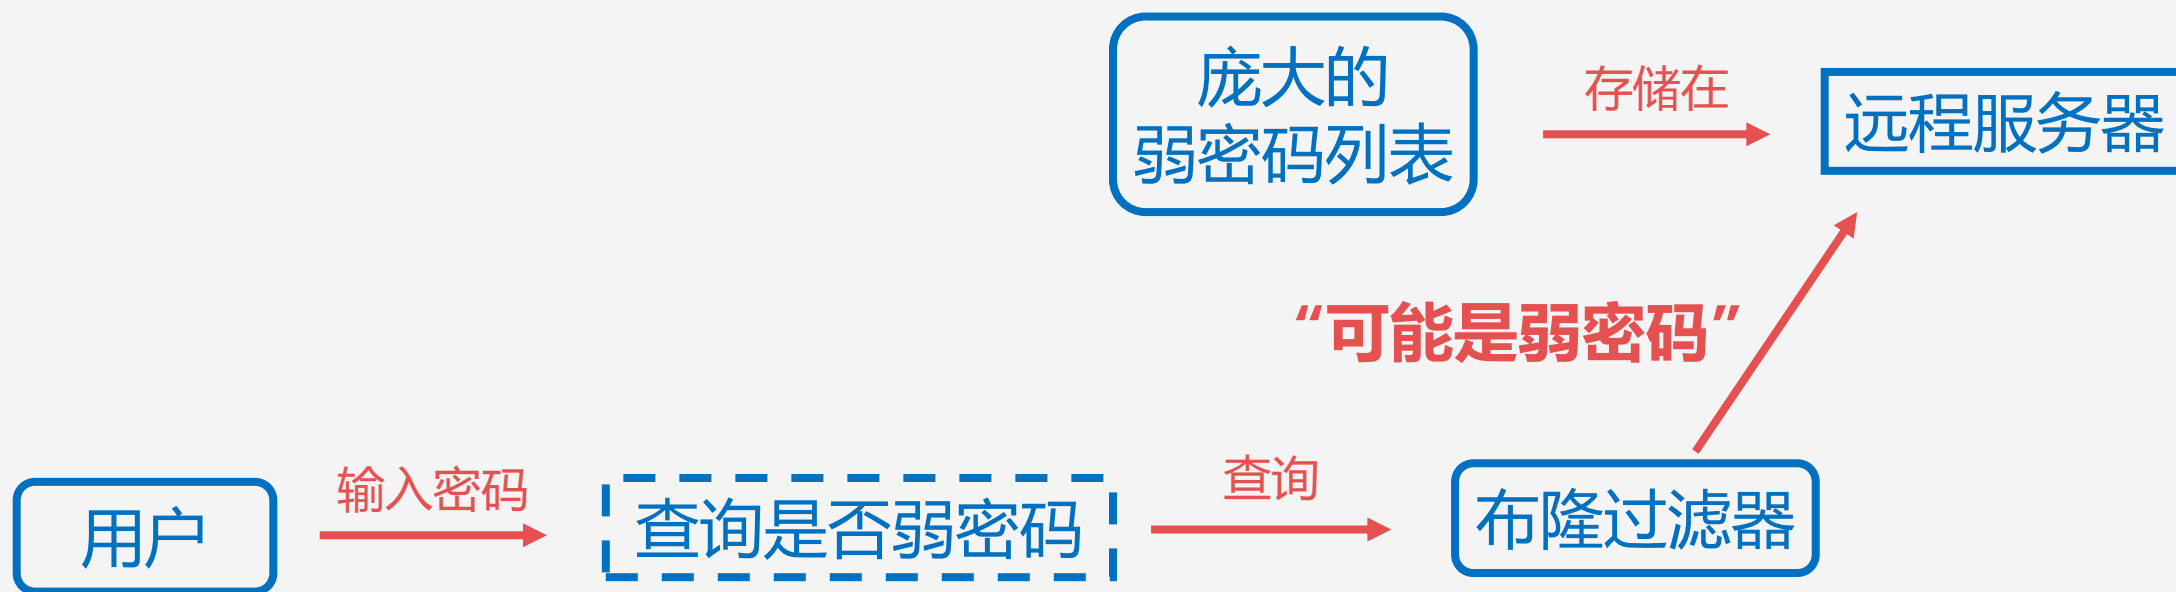 庞大的
弱密码列表
存储在
远程服务器
“可能是弱密码”
用户
输入密码
查询是否弱密码
查询
布隆过滤器